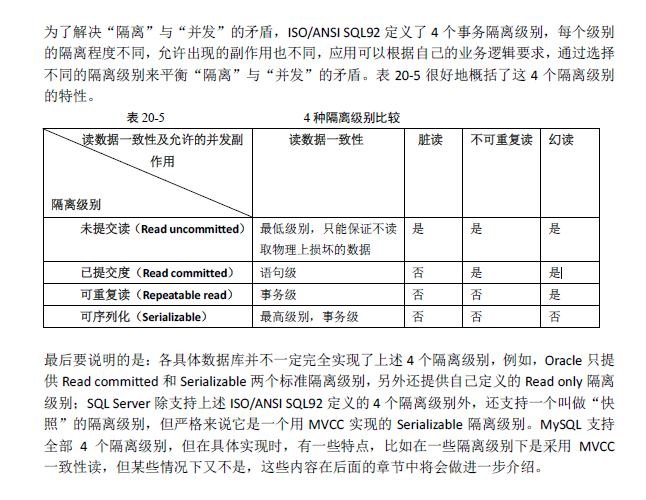 为了解决“隔离”与“并发”的矛盾，ISO/ANSI SQL92 定义了 4 个事务隔离级别，每个级别
的隔离程度不同，允许出现的副作用也不同，应用可以根据自己的业务逻辑要求，通过选择
不同的隔离级别来平衡“隔离”与“并发”的矛盾。表 20-5 很好地概括了这 4 个隔离级别
的特性。
表 20-5 4 种隔离级别比较
读数据一致性及允许的并发副
作用
隔离级别
读数据一致性 脏读 不可重复读 幻读
未提交读（Read uncommitted） 最低级别，只能保证不读 是 是 是
取物理上损坏的数据
已提交度（Read committed） 语句级 否 是 是
可重复读（Repeatable read） 事务级 否 否 是
可序列化（Serializable） 最高级别，事务级 否 否 否
最后要说明的是：各具体数据库并不一定完全实现了上述 4 个隔离级别，例如，Oracle 只提
供 Read committed 和 Serializable 两个标准隔离级别，另外还提供自己定义的 Read only 隔离
级别；SQL Server 除支持上述 ISO/ANSI SQL92 定义的 4 个隔离级别外，还支持一个叫做“快
照”的隔离级别，但严格来说它是一个用 MVCC 实现的 Serializable 隔离级别。MySQL 支持
全部 4 个隔离级别，但在具体实现时，有一些特点，比如在一些隔离级别下是采用 MVCC
一致性读，但某些情况下又不是，这些内容在后面的章节中将会做进一步介绍。